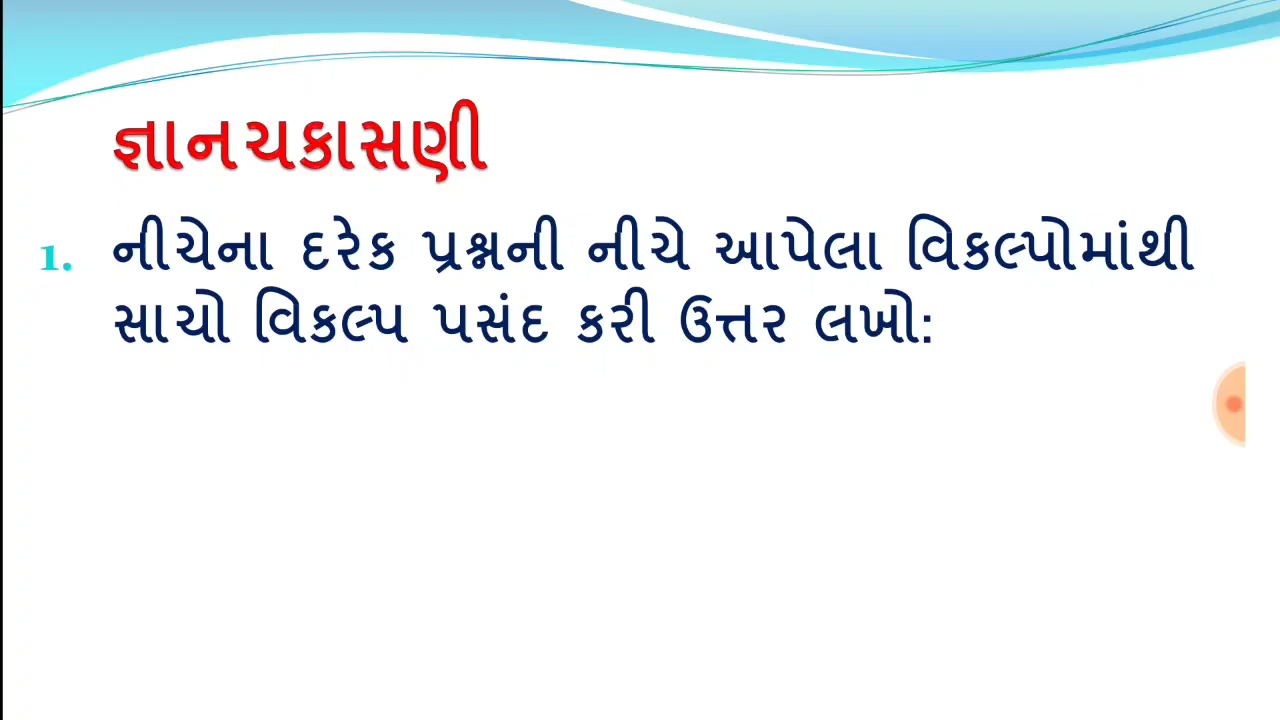 જ્ઞાનચકાસણી
1. નીચેના દરેક પ્રશ્નની નીચે આપેલા વિકલ્પોમાંથી
સાચો વિકલ્પ પસંદ કરી ઉત્તર લખો: